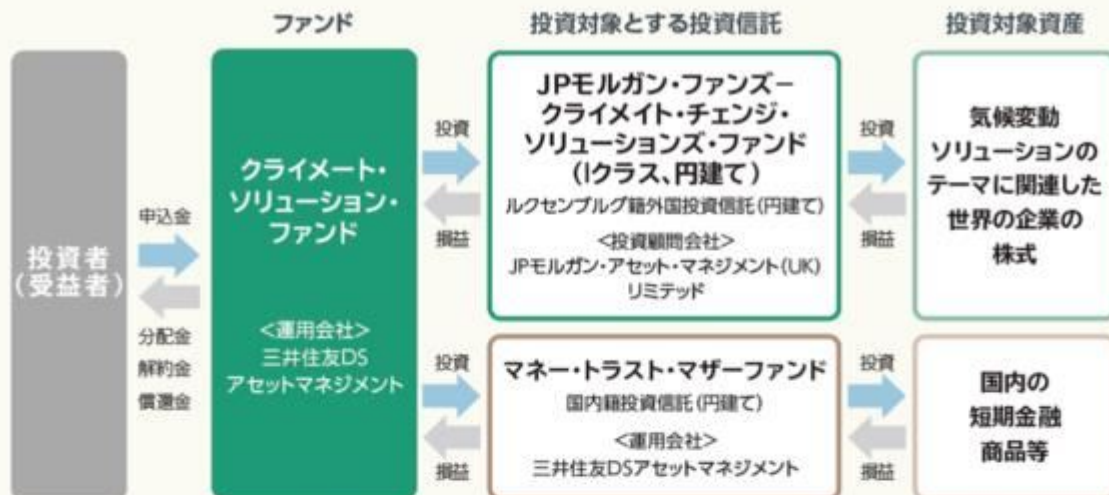 ファンド
投資対象とする投資信託
投資対象資産
投資者
(受益者)
申込金
分配金
解約金
償還金
クライメート・
ソリューション・
ファンド
<運用会社>
三井住友DS
アセットマネジメント
投資
損益
JPモルガン・ファンズ−
クライメイト・チェンジ・
ソリューションズ・ファンド
(Iクラス、円建て)
ルクセンブルグ籍外国投資信託(円建て)
<投資顧問会社>
JPモルガン・アセット・マネジメント(UK)
リミテッド
投資
損益
気候変動
ソリューションの
テーマに関連した
世界の企業の
株式
投資
損益
マネー・トラスト・マザーファンド
国内籍投資信託(円建て)
<運用会社>
三井住友DSアセットマネジメント
投資
損益
国内の
短期金融
商品等